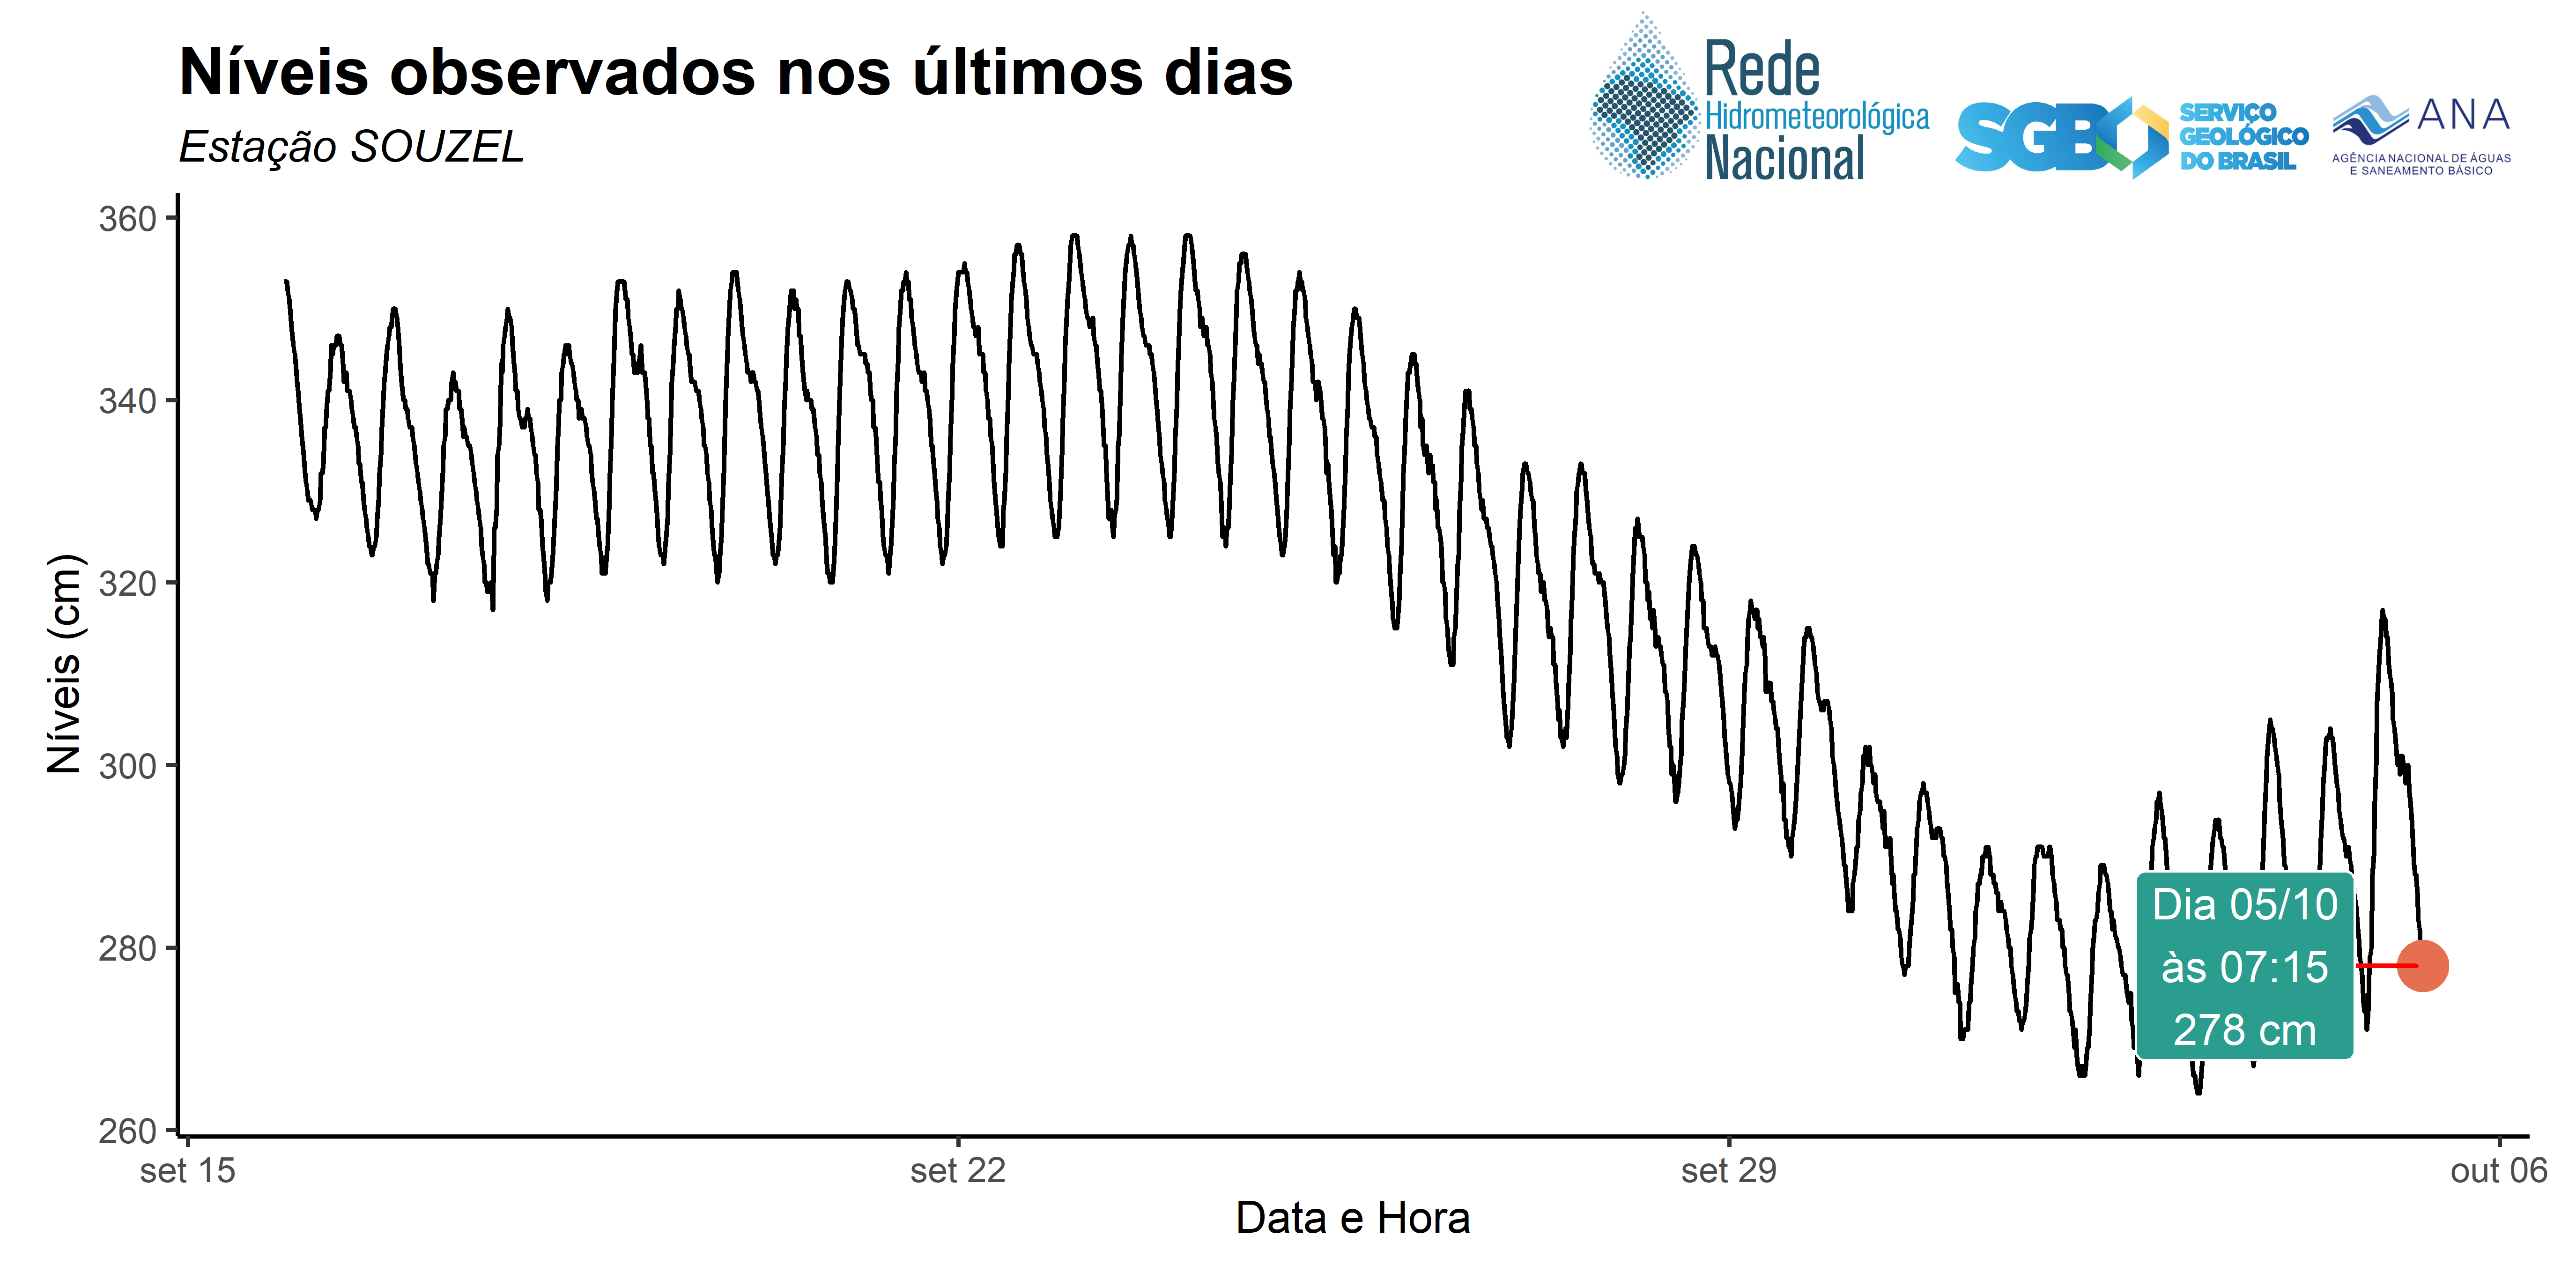 Níveis observados nos últimos dias
Estação SOUZEL
Rede
Hidrometeorológica
Nacional
SGB
SERVIÇO
GEOLÓGICO
DO BRASIL
ANA
AGÊNCIA NACIONAL DE ÁGUAS
E SANEAMENTO BÁSICO
Níveis (cm)
360
340
320
300
280
260
Dia 05/10
às 07:15
278 cm
set 15
set 22
set 29
out 06
Data e Hora